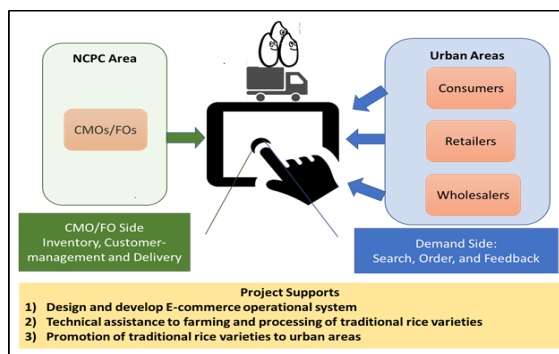 NCPC Area
CMOs/FOs
Urban Areas
Consumers
Retailers
Wholesalers
CMO/FO Side
Inventory, Customer-
management and Delivery
Demand Side:
Search, Order, and Feedback
Project Supports
1) Design and develop E-commerce operational system
2) Technical assistance to farming and processing of traditional rice varieties
3) Promotion of traditional rice varieties to urban areas